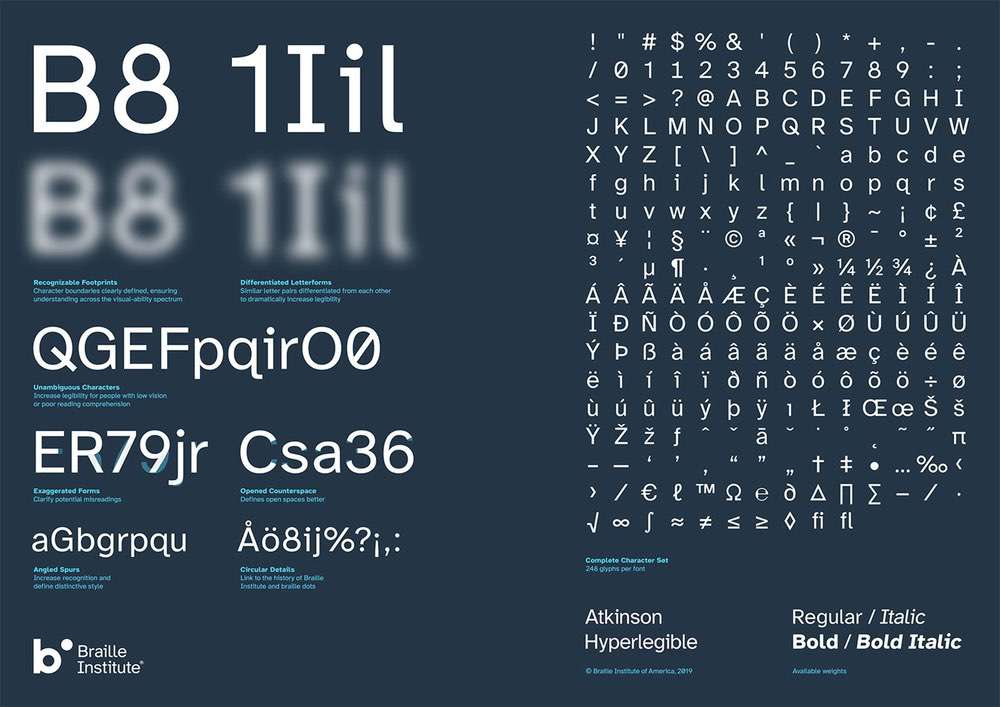 B8 1Iil
B8 1Iil
Recognizable Footprints
Character boundaries clearly defined, ensuring
understanding across the visual-ability spectrum
Differentiated Letterforms
Similar letter pairs differentiated from each other
to dramatically increase legibility
QGEFpqirO0
Unambiguous Characters
Increase legibility for people with low vision
or poor reading comprehension
ER79jr
Exaggerated Forms
Clarify potential misreadings
Csa36
Opened Counterspace
Defines open spaces better
aGbgrpqu
Angled Spurs
Increase recognition and
define distinctive style
Åö8ij%?¡,:
Circular Details
Link to the history of Braille
Institute and braille dots
b Braille
Institute®
! " # $ % & ' ( ) * + , - .
/ 0 1 1 2 3 4 5 6 7 8 9 : ;
< = > ? @ A B C D E F G H I
J K L M N O P Q R S T U V W
X Y Z [ \ ] ^ _ ` a b c d e
f g h i j k l m n o p q r s
t u v w x y z { | } ~ ¡ ¢ £
¤ ¥ ¦ § ¨ © ª « ¬ ® ¯ ° ± ²
³ ´ µ ¶ · ¸ ¹ º » ¼ ½ ¾ ¿ À
Á Â Ã Ä Å Æ Ç È É Ê Ë Ì Í Î
Ï Ð Ñ Ò Ó Ô Õ Ö × Ø Ù Ú Û Ü
Ý Þ ß à á â ã ä å æ ç è é ê
ë ì í î ï ð ñ ò ó ô õ ö ÷ ø
ù ú û ü ý þ ÿ ı Ł ł Œ œ Š š
Ÿ Ž ž ƒ ˆ ˇ ā ˘ ˙ ˚ ˛ ˜ ˝ π
– — ‘ ’ ‚ “ ” „ † ‡ • … ‰ ‹
› ⁄ € ℓ ™ Ω ℮ ∂ ∆ ∏ ∑ − ∕ ∙
√ ∞ ∫ ≈ ≠ ≤ ≥ ◊ fi fl
Complete Character Set
248 glyphs per font
Atkinson
Hyperlegible
© Braille Institute of America, 2019
Regular / Italic
Bold / Bold Italic
Available weights